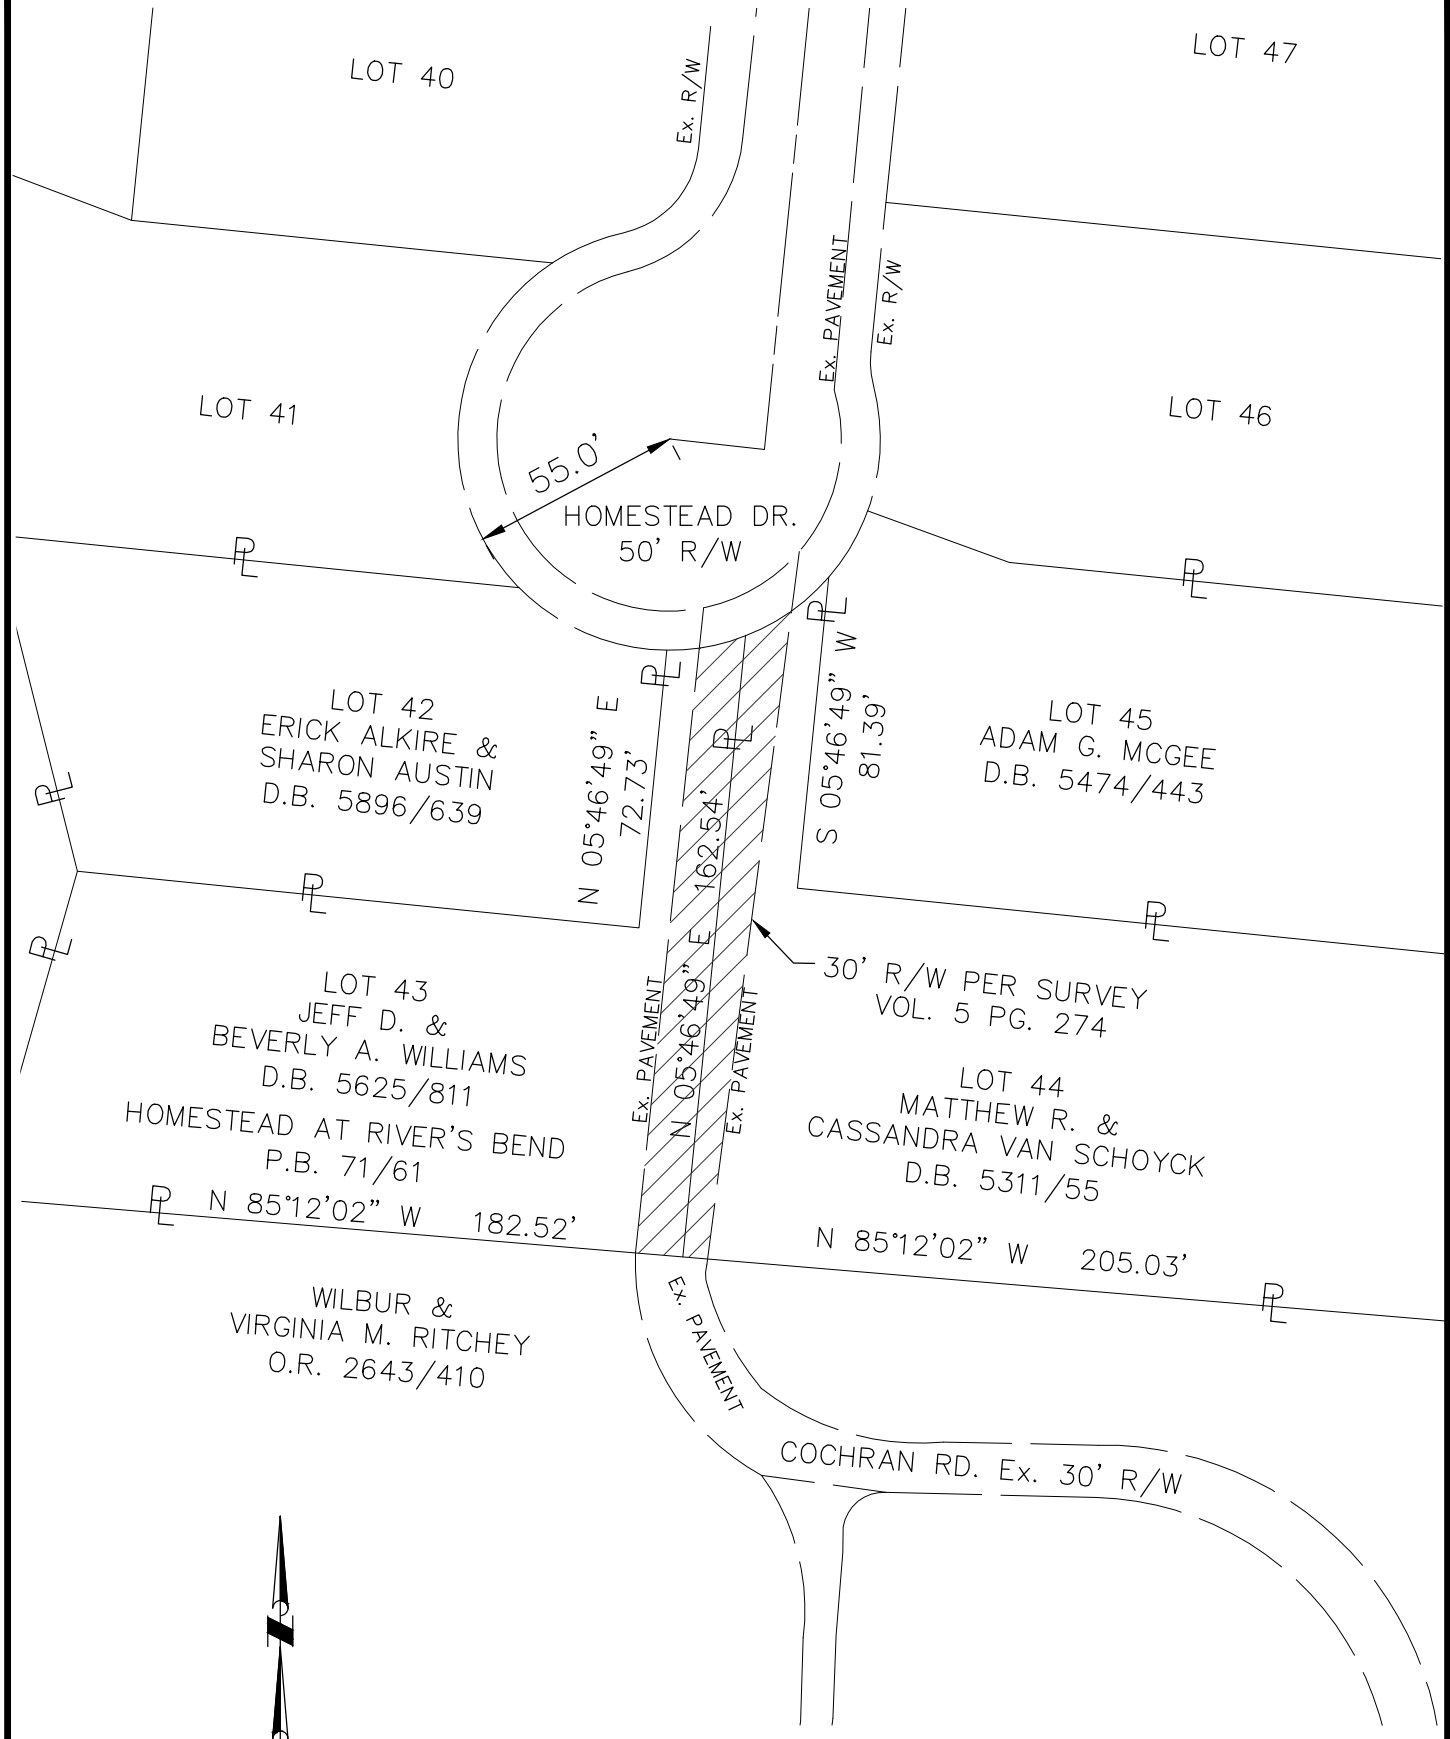 LOT 40
LOT 47
Ex. R/W
Ex. PAVEMENT
Ex. R/W
LOT 41
LOT 46
55.0'
HOMESTEAD DR.
50' R/W
PL
PL
PL
PL
PL
LOT 42
ERICK ALKIRE &
SHARON AUSTIN
D.B. 5896/639
N 05°46'49" E
72.73'
N 05°46'49" E 162.54'
S 05°46'49" W
81.39'
LOT 45
ADAM G. MCGEE
D.B. 5474/443
PL
PL
PL
PL
LOT 43
JEFF D. &
BEVERLY A. WILLIAMS
D.B. 5625/811
HOMESTEAD AT RIVER'S BEND
P.B. 71/61
Ex. PAVEMENT
Ex. PAVEMENT
30' R/W PER SURVEY
VOL. 5 PG. 274
LOT 44
MATTHEW R. &
CASSANDRA VAN SCHOYCK
D.B. 5311/55
PL
N 85°12'02" W 182.52'
N 85°12'02" W 205.03'
PL
WILBUR &
VIRGINIA M. RITCHEY
O.R. 2643/410
Ex. PAVEMENT
COCHRAN RD. Ex. 30' R/W
N